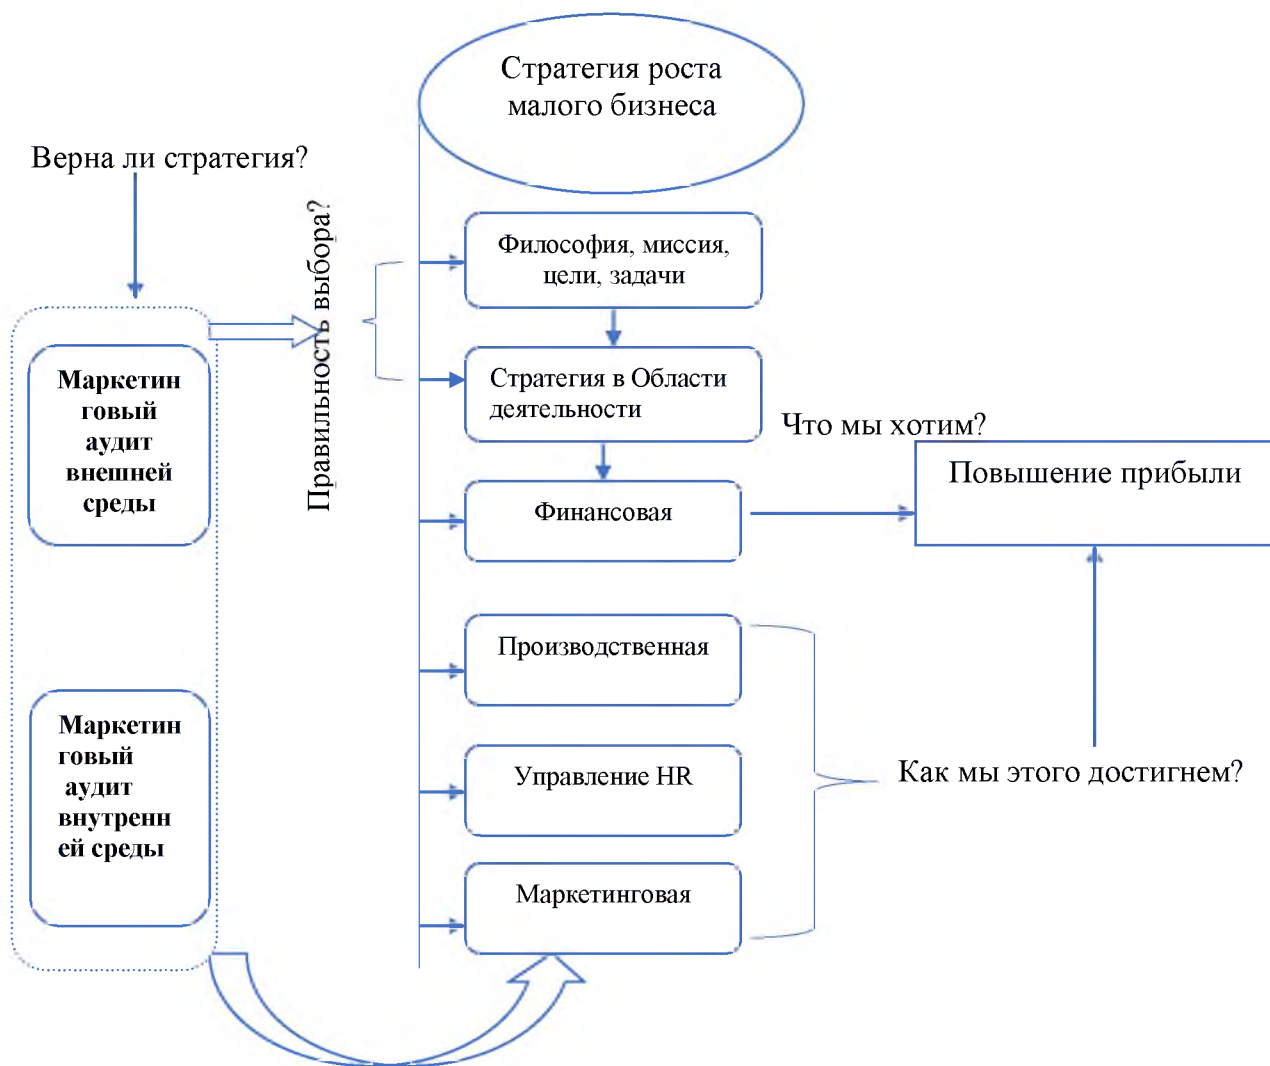 Стратегия роста
малого бизнеса
Верна ли стратегия?
Правильность выбора?
Философия, миссия,
цели, задачи
Маркетин
говый
аудит
внешней
среды
Стратегия в Области
деятельности
Что мы хотим?
Повышение прибыли
Финансовая
Производственная
Маркетин
говый
аудит
внутренн
ей среды
Управление HR
Как мы этого достигнем?
Маркетинговая